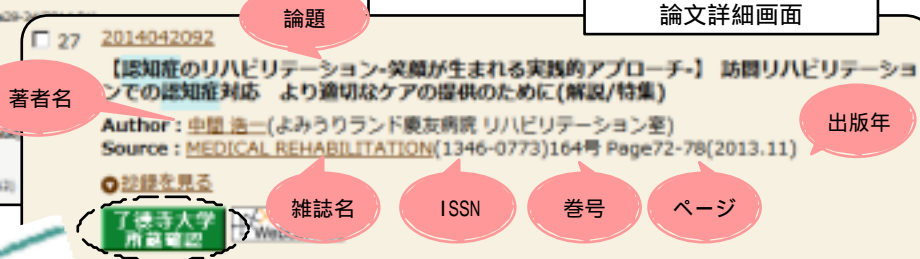 論題
論文詳細画面
27 2014042092
【認知症のリハビリテーション-笑顔が生まれる実践的アプローチ-】 訪問リハビリテーショ
ンでの認知症対応 より適切なケアの提供のために(解説/特集)
著者名
Author : 中間 浩一(よみうりランド慶友病院 リハビリテーション室)
出版年
Source : MEDICAL REHABILITATION(1346-0773)164号 Page72-78(2013.11)
抄録を見る
雑誌名 ISSN 巻号 ページ
了徳寺大学
所蔵確認